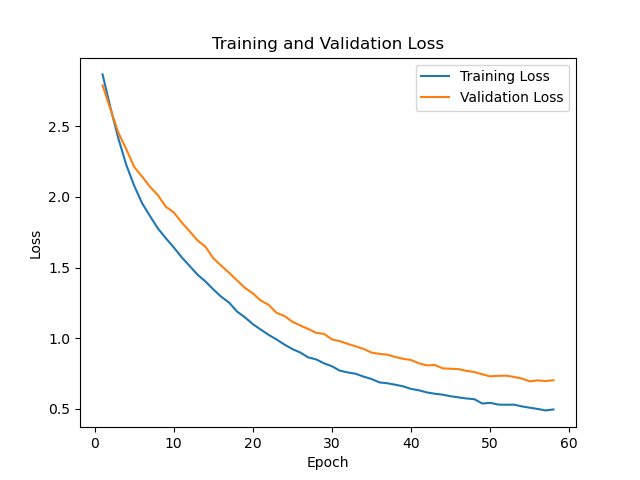 Training and Validation Loss
Training Loss
Validation Loss
Loss
2.5
2.0
1.5
1.0
0.5
0 10 20 30 40 50 60
Epoch